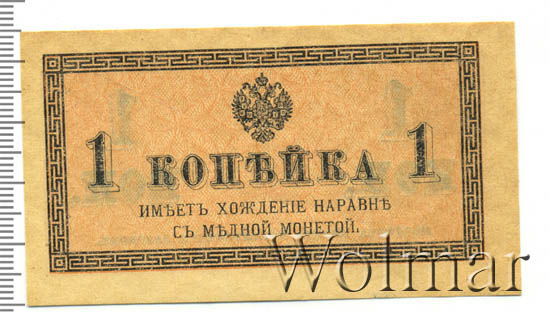 1 КОПѢЙКА 1
ИМѢЕТЪ ХОЖДЕНІЕ НАРАВНѢ
СЪ МѢДНОЙ МОНЕТОЙ.
Wolmar